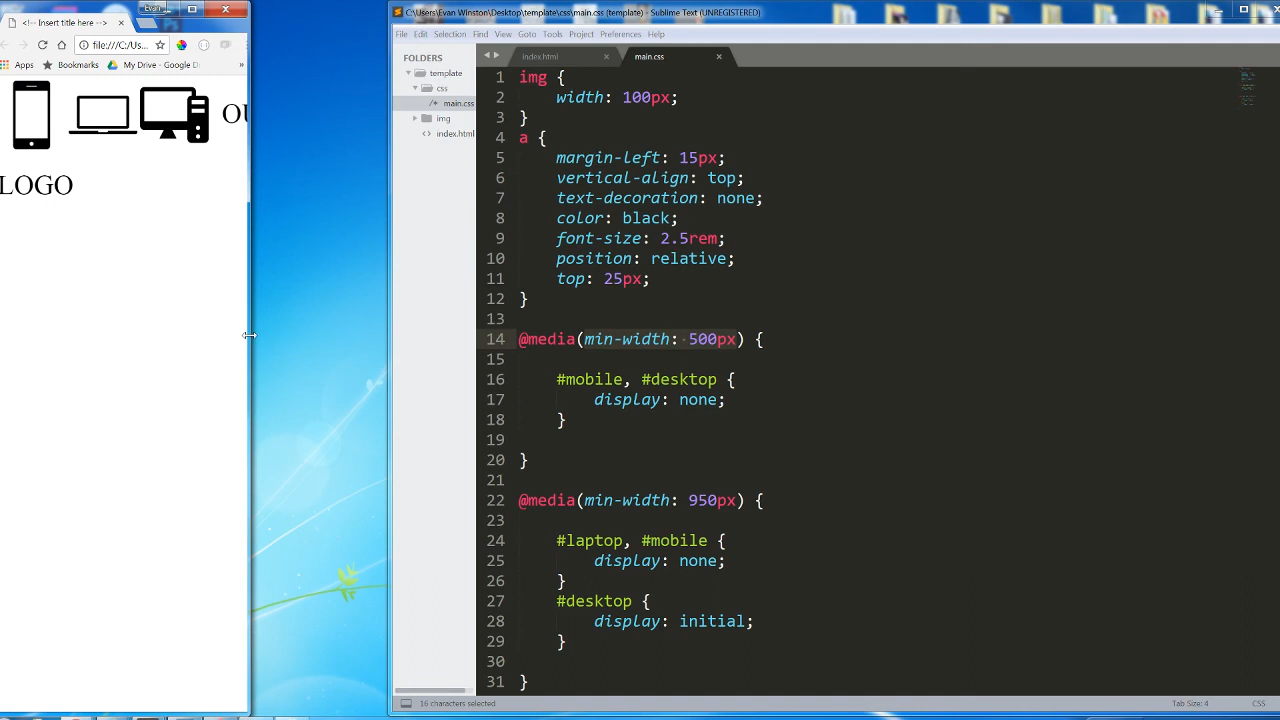 Evan
<!-- Insert title here-->
file:///C:/Us...
Apps
Bookmarks
My Drive - Google D
»
OU
LOGO
C:\Users\Evan Winston\Desktop\template\css\main.css (template) - Sublime Text (UNREGISTERED)
File Edit Selection Find View Goto Tools Project Preferences Help
FOLDERS
template
css
/* main.css
img
index.html
index.html
main.css
1 img {
2 width: 100px;
3 }
4 a {
5 margin-left: 15px;
6 vertical-align: top;
7 text-decoration: none;
8 color: black;
9 font-size: 2.5rem;
10 position: relative;
11 top: 25px;
12 }
13
14 @media(min-width: 500px) {
15
16 #mobile, #desktop {
17 display: none;
18 }
19
20 }
21
22 @media(min-width: 950px) {
23
24 #laptop, #mobile {
25 display: none;
26 }
27 #desktop {
28 display: initial;
29 }
30
31 }
16 characters selected
Tab Size: 4
CSS